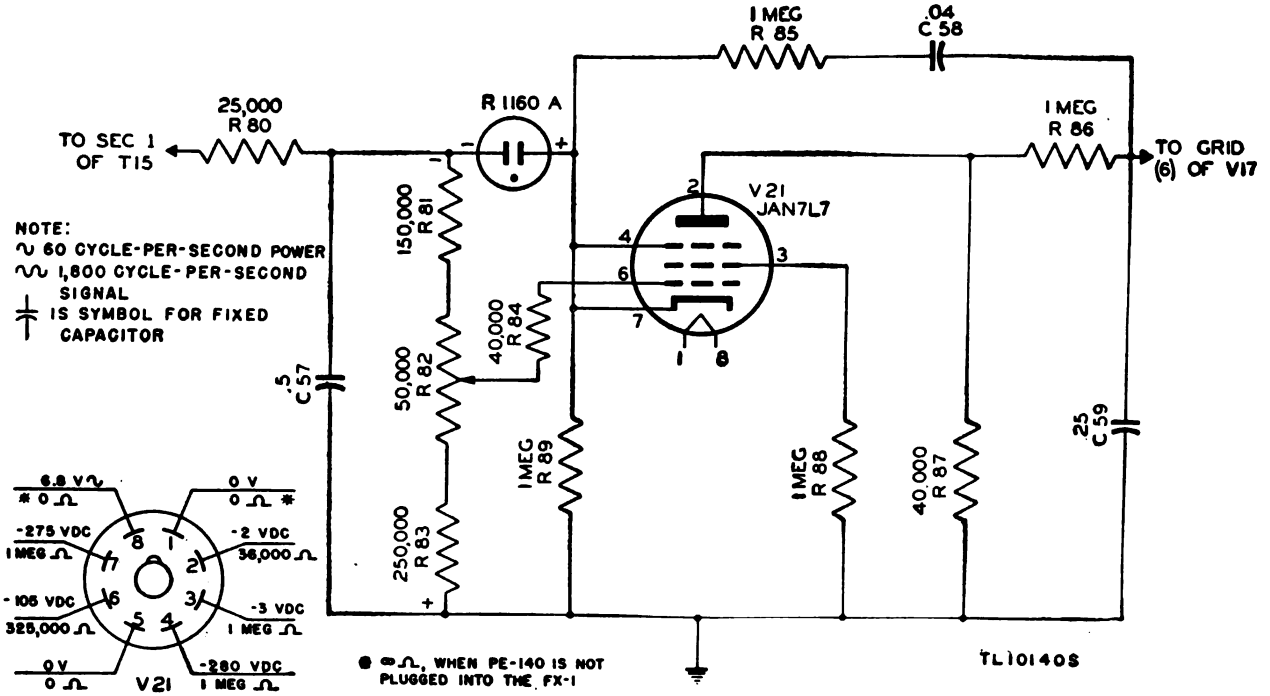 1 MEG
R 85
.04
C 58
25,000
R 80
R 1160 A
1 MEG
R 86
TO SEC 1
OF T15
-
-
+
TO GRID
(6) OF V17
2
V 21
JAN7L7
150,000
R 81
4
3
6
7
1
8
NOTE:
∿ 60 CYCLE-PER-SECOND POWER
∿∿ 1,800 CYCLE-PER-SECOND
SIGNAL
IS SYMBOL FOR FIXED
CAPACITOR
40,000
R 84
50,000
R 82
.5
C 57
.25
C 59
1 MEG
R 89
1 MEG
R 88
40,000
R 87
250,000
R 83
+
6.8 V ∿
* 0 Ω
0 V
0 Ω *
-275 VDC
1 MEG Ω
-2 VDC
36,000 Ω
8
1
7
2
6
3
5
4
-105 VDC
325,000 Ω
-3 VDC
1 MEG Ω
0 V
0 Ω
V 21
-280 VDC
1 MEG Ω
∞ Ω, WHEN PE-140 IS NOT
PLUGGED INTO THE FX-1
TL10140S